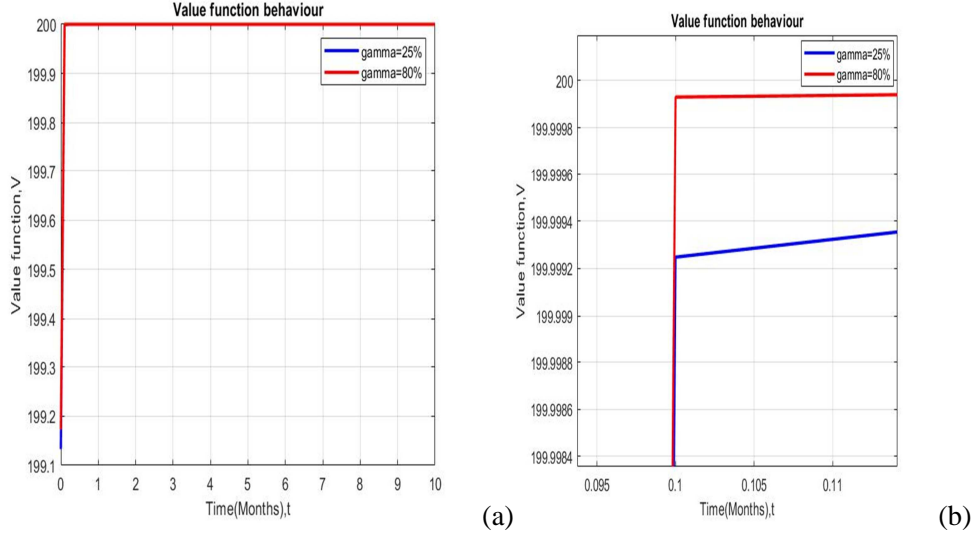 Value function behaviour
200
199.9
199.8
199.7
199.6
199.5
199.4
199.3
199.2
199.1
Value function,V
gamma=25%
gamma=80%
0 1 2 3 4 5 6 7 8 9 10
Time(Months),t
(a)
Value function behaviour
200
199.9998
199.9996
199.9994
199.9992
199.999
199.9988
199.9986
199.9984
Value function,V
gamma=25%
gamma=80%
0.095 0.1 0.105 0.11
Time(Months),t
(b)